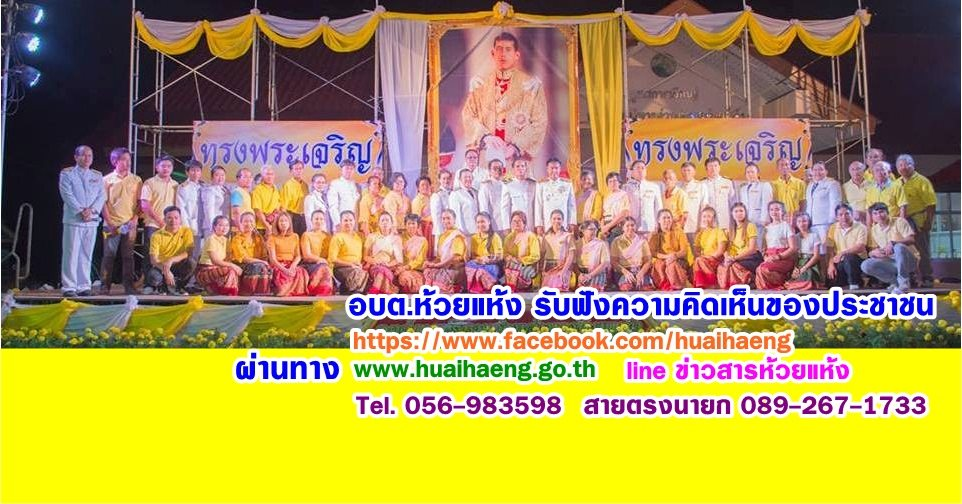 ทรงพระเจริญ ทรงพระเจริญ
อบต.ห้วยแห้ง รับฟังความคิดเห็นของประชาชน
https://www.facebook.com/huaihaeng
ผ่านทาง www.huaihaeng.go.th line ข่าวสารห้วยแห้ง
Tel. 056-983598 สายตรงนายก 089-267-1733